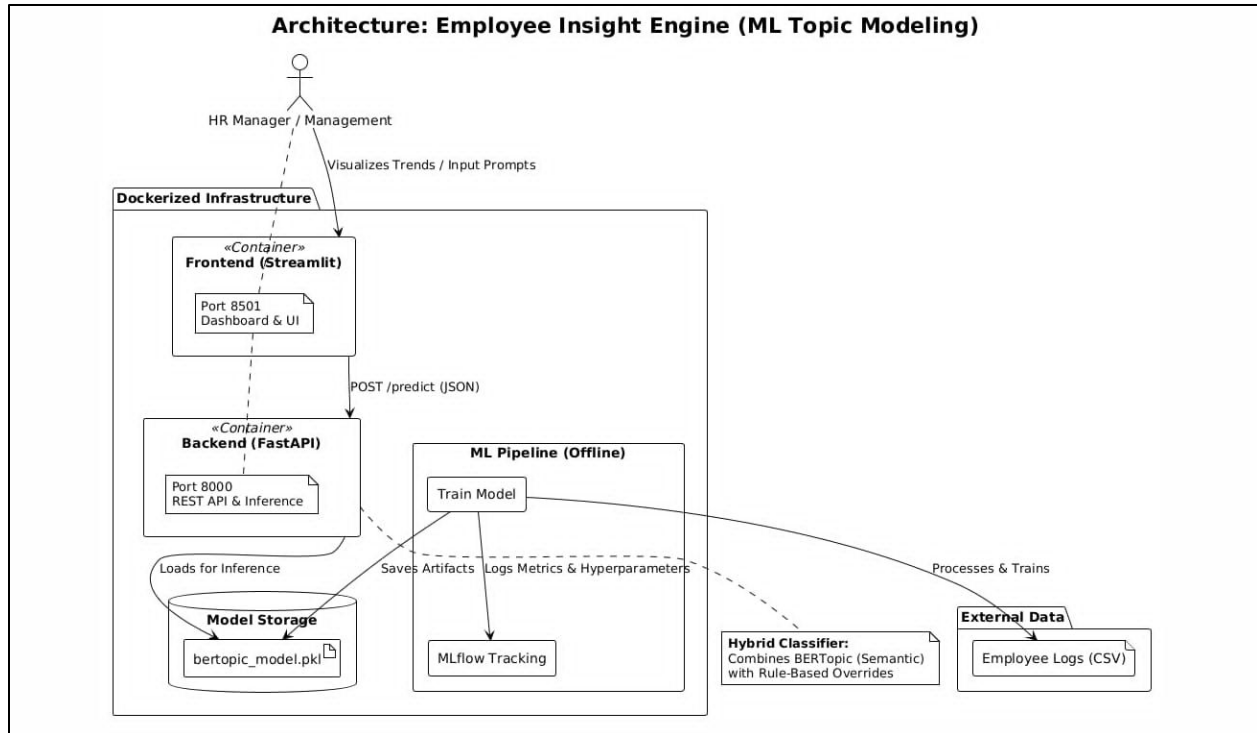 Architecture: Employee Insight Engine (ML Topic Modeling)
HR Manager / Management
Visualizes Trends / Input Prompts
Dockerized Infrastructure
«Container»
Frontend (Streamlit)
Port 8501
Dashboard & UI
POST /predict (JSON)
«Container»
Backend (FastAPI)
Port 8000
REST API & Inference
ML Pipeline (Offline)
Train Model
Loads for Inference
Saves Artifacts
Logs Metrics & Hyperparameters
Processes & Trains
Model Storage
bertopic_model.pkl
MLflow Tracking
Hybrid Classifier:
Combines BERTopic (Semantic)
with Rule-Based Overrides
External Data
Employee Logs (CSV)